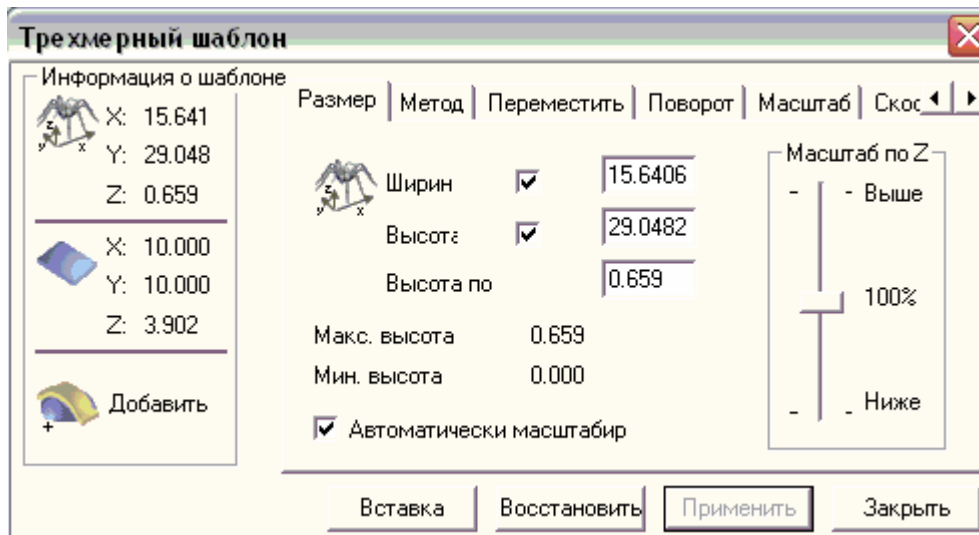 Трехмерный шаблон
Информация о шаблоне
X: 15.641
Y: 29.048
Z: 0.659
X: 10.000
Y: 10.000
Z: 3.902
Добавить
Размер Метод Переместить Поворот Масштаб Скос
Ширин 15.6406
Высота 29.0482
Высота по 0.659
Макс. высота 0.659
Мин. высота 0.000
Автоматически масштабир
Масштаб по Z
Выше
100%
Ниже
Вставка Восстановить Применить Закрыть